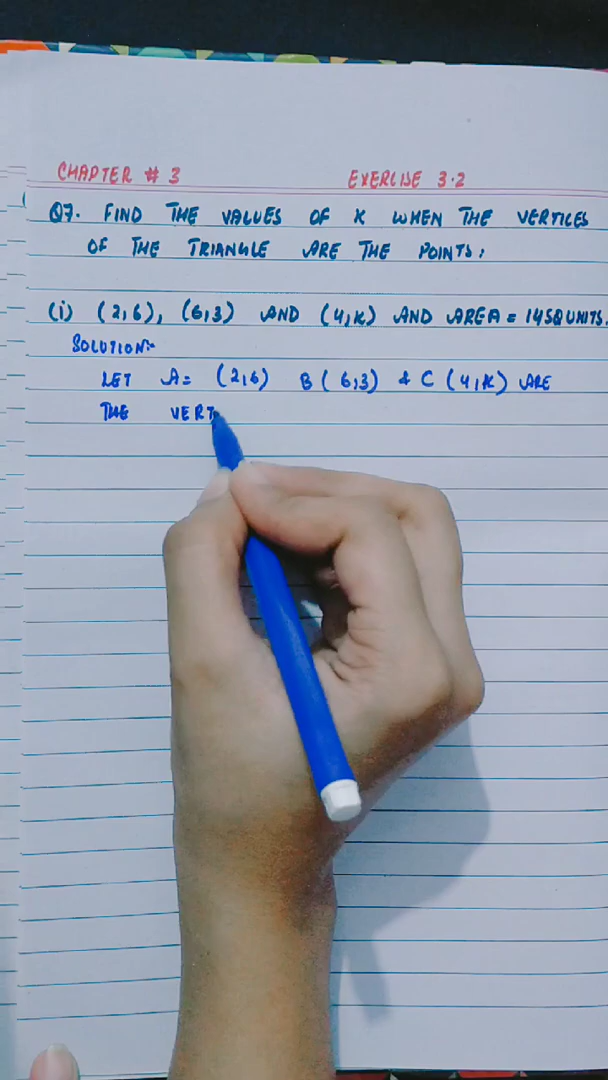 CHAPTER # 3 EXERCISE 3.2
Q7. FIND THE VALUES OF K WHEN THE VERTICES
OF THE TRIANGLE ARE THE POINTS:
(i) (2,6), (6,3) AND (4,K) AND AREA = 14SQUNITS.
SOLUTION:-
LET A= (2,6) B (6,3) & C (4,K) ARE
THE VERT